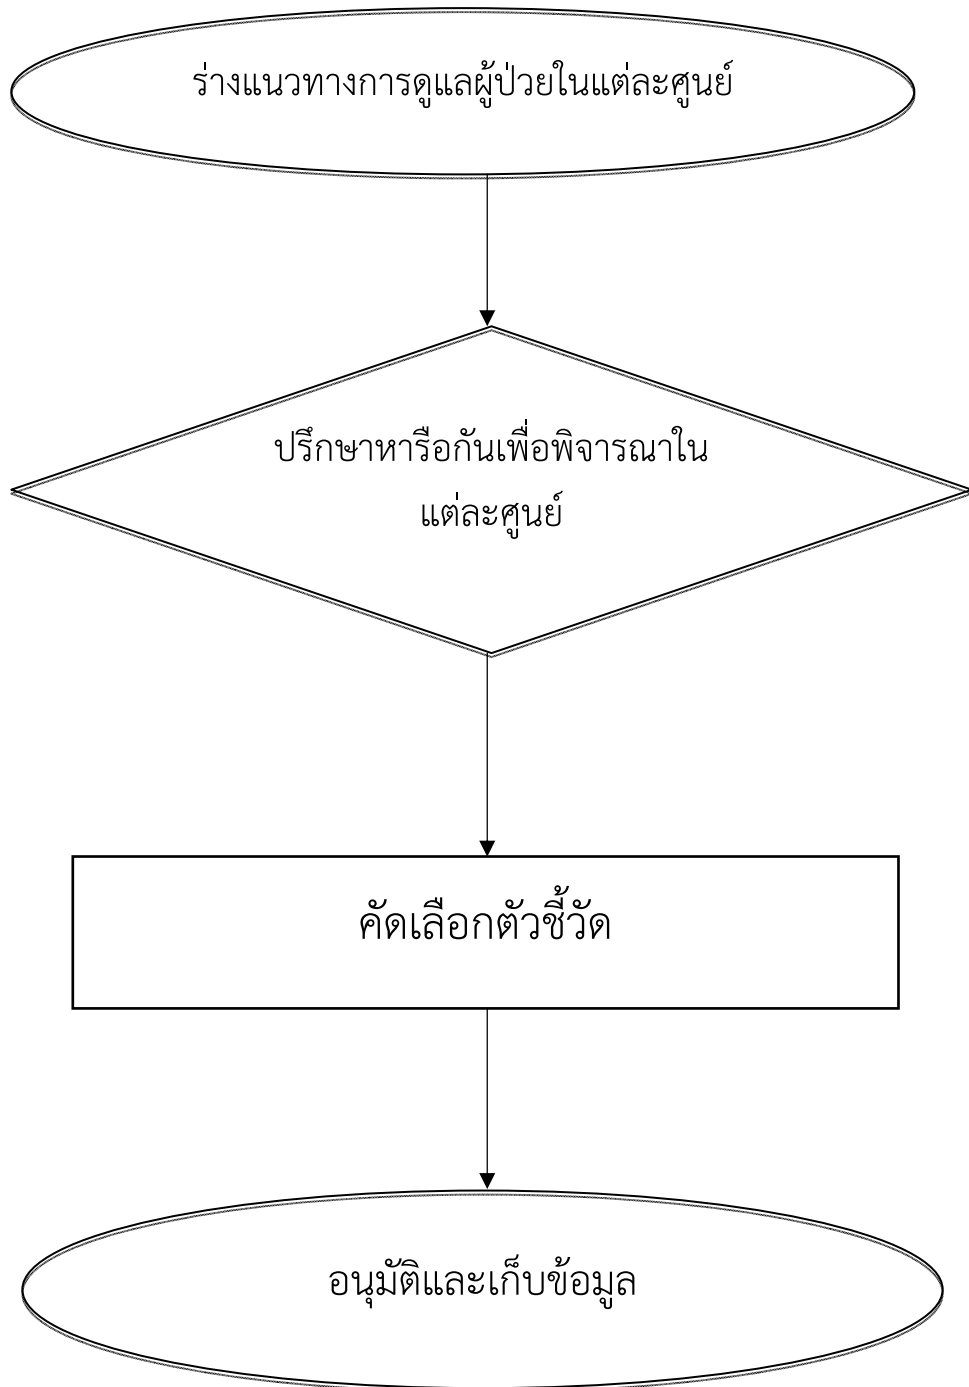 ร่างแนวทางการดูแลผู้ป่วยในแต่ละศูนย์
ปรึกษาหารือกันเพื่อพิจารณาใน
แต่ละศูนย์
คัดเลือกตัวชี้วัด
อนุมัติและเก็บข้อมูล